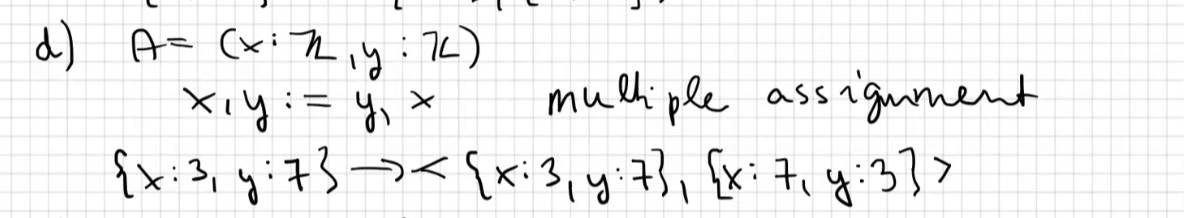 d) A = (x:ℤ, y:ℤ)
x,y := y, x multiple assignment
{x:3, y:7} → < {x:3, y:7}, {x:7, y:3} >